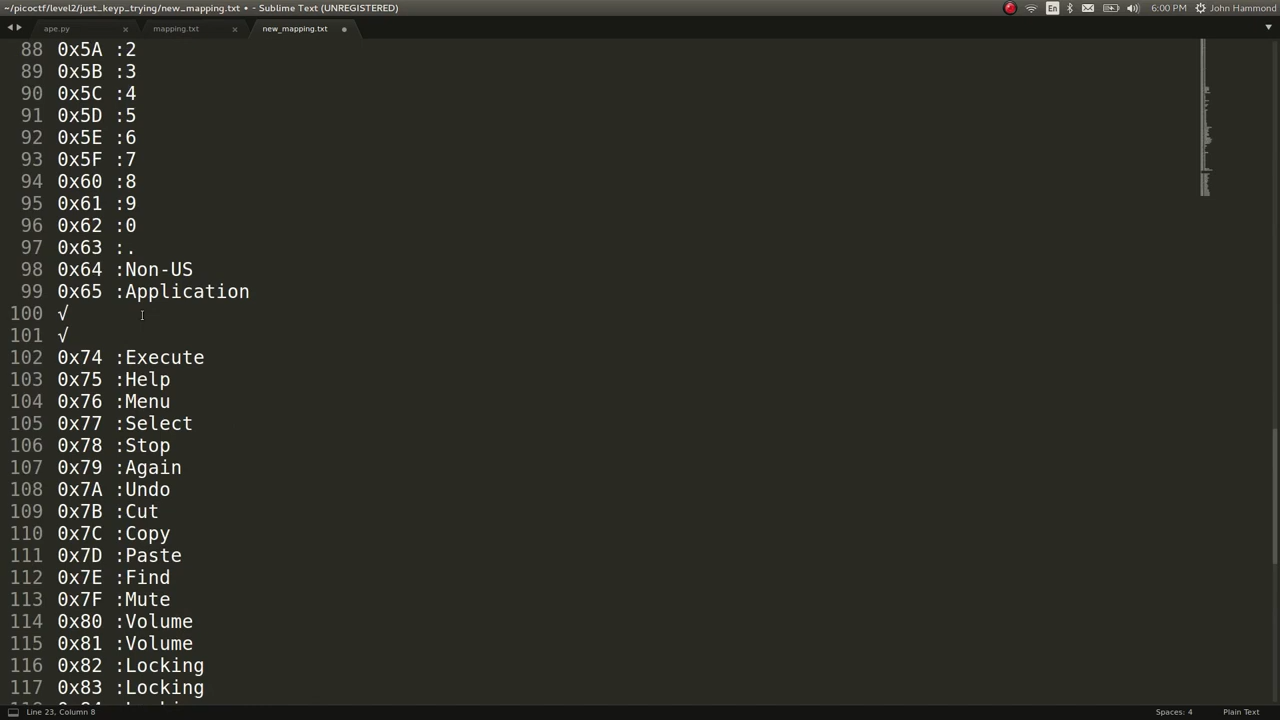 ~/picoctf/level2/just_keyp_trying/new_mapping.txt • - Sublime Text (UNREGISTERED)
En
6:00 PM
John Hammond
ape.py
mapping.txt
new_mapping.txt
88 0x5A :2
89 0x5B :3
90 0x5C :4
91 0x5D :5
92 0x5E :6
93 0x5F :7
94 0x60 :8
95 0x61 :9
96 0x62 :0
97 0x63 :.
98 0x64 :Non-US
99 0x65 :Application
100 √
101 √
102 0x74 :Execute
103 0x75 :Help
104 0x76 :Menu
105 0x77 :Select
106 0x78 :Stop
107 0x79 :Again
108 0x7A :Undo
109 0x7B :Cut
110 0x7C :Copy
111 0x7D :Paste
112 0x7E :Find
113 0x7F :Mute
114 0x80 :Volume
115 0x81 :Volume
116 0x82 :Locking
117 0x83 :Locking
Line 23, Column 8
Spaces: 4
Plain Text